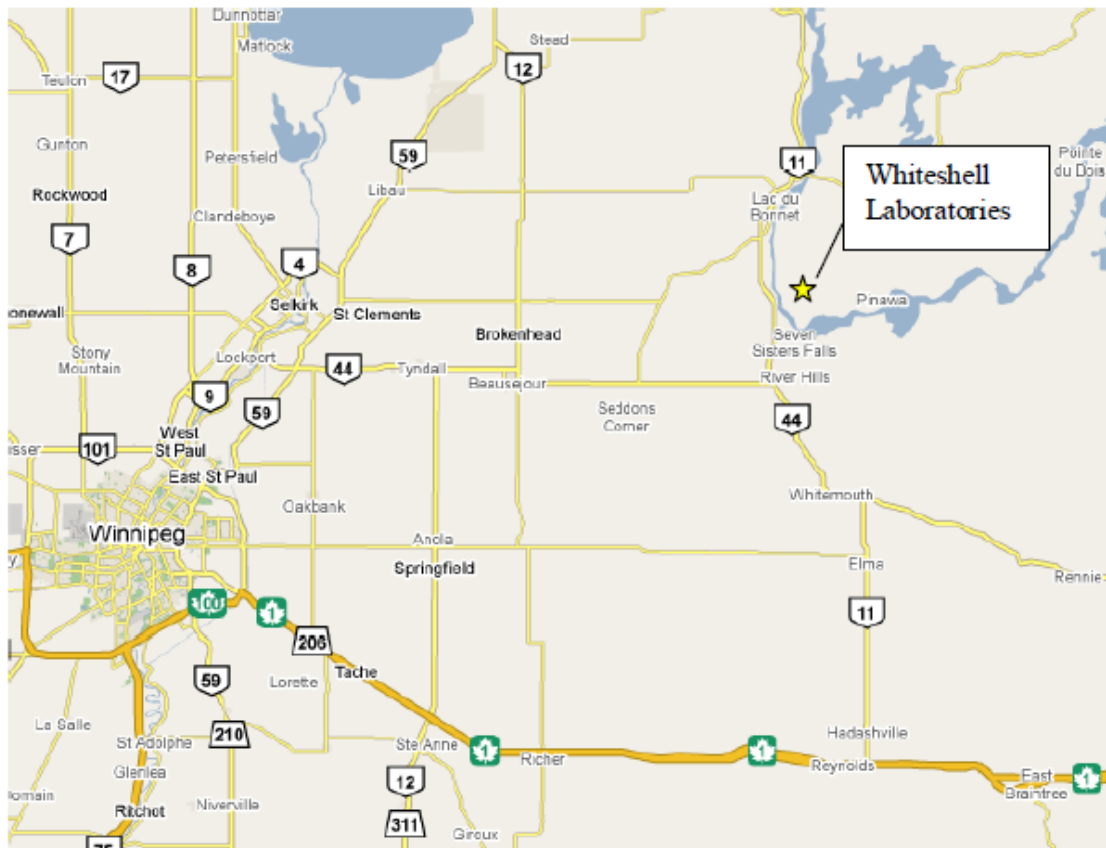 Dunnottar
Matlock
Stead
17
12
Teulon
Gunton
Petersfield
59
11
Pointe
du Bois
Whiteshell
Laboratories
Rockwood
Libau
Lac du
Bonnet
Clandeboye
7
8
4
Selkirk
St Clements
Pinawa
Stony
Mountain
Lockport
Brokenhead
Seven
Sisters Falls
44
Tyndall
Beausejour
River Hills
9
59
Seddons
Corner
44
West
St Paul
101
East St Paul
Oakbank
Whitemouth
Winnipeg
Anola
Springfield
Elma
Rennie
100
1
206
11
Tache
59
Lorette
La Salle
210
St Adolphe
Ste Anne
1
Richer
1
Hadashville
Reynolds
East
Braintree
1
Glenlea
12
Niverville
Ritchot
311
Giroux
75